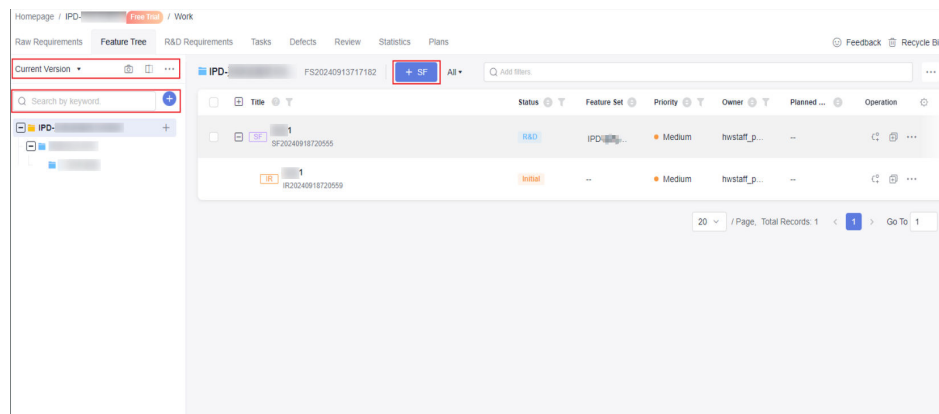 Homepage / IPD- Free Trial / Work
Raw Requirements Feature Tree R&D Requirements Tasks Defects Review Statistics Plans Feedback Recycle Bi
Current Version
IPD- FS20240913717182 + SF All Add filters.
Search by keyword.
Title Status Feature Set Priority Owner Planned ... Operation
IPD-
SF 1 R&D IPD ... Medium hwstaff_p... -- 
SF20240918720555
IR 1 Initial -- Medium hwstaff_p... --
IR20240918720559
20 / Page, Total Records: 1 < 1 > Go To 1